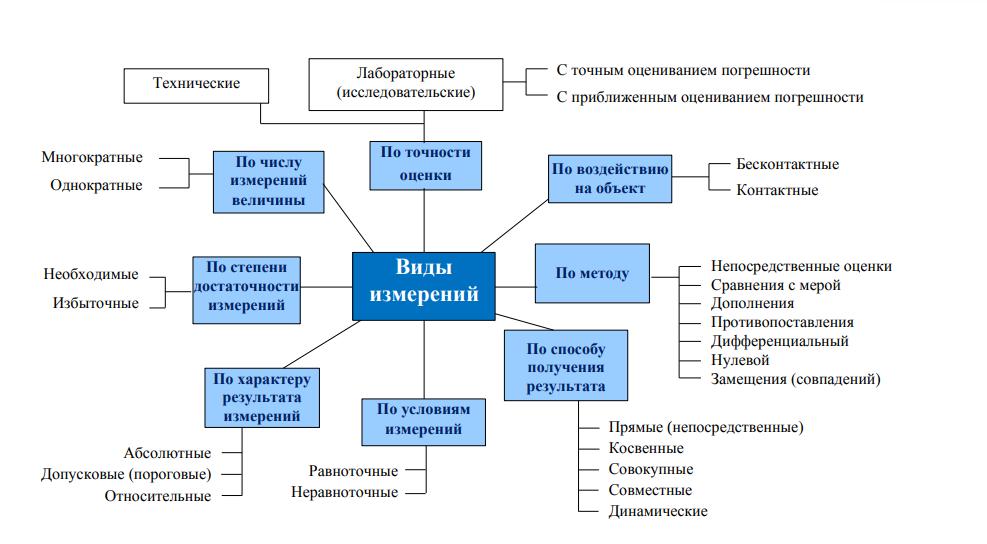 Технические
Лабораторные
(исследовательские)
С точным оцениванием погрешности
С приближенным оцениванием погрешности
По точности
оценки
Многократные
Однократные
По числу
измерений
величины
По воздействию
на объект
Бесконтактные
Контактные
Необходимые
Избыточные
По степени
достаточности
измерений
Виды
измерений
По методу
Непосредственные оценки
Сравнения с мерой
Дополнения
Противопоставления
Дифференциальный
Нулевой
Замещения (совпадений)
По характеру
результата
измерений
Абсолютные
Допусковые (пороговые)
Относительные
По условиям
измерений
Равноточные
Неравноточные
По способу
получения
результата
Прямые (непосредственные)
Косвенные
Совокупные
Совместные
Динамические